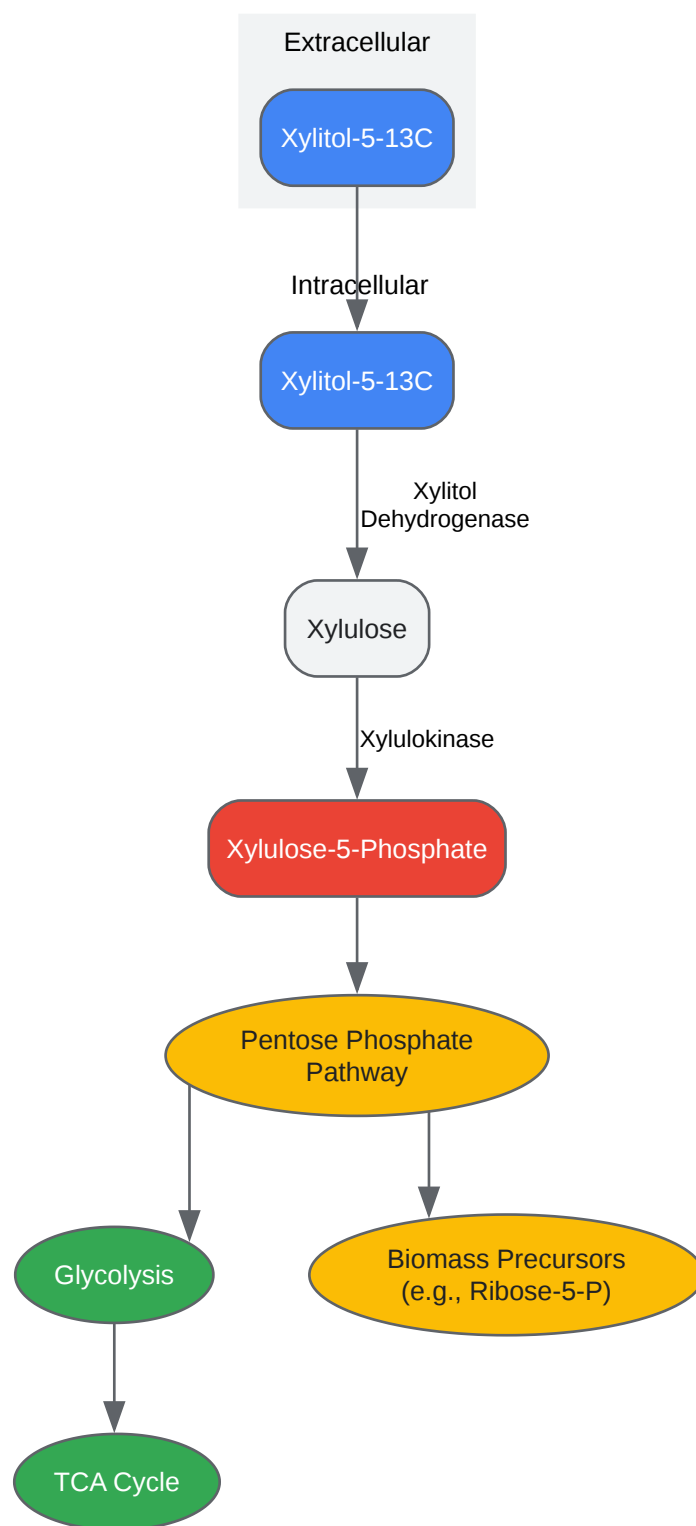 Extracellular
Xylitol-5-13C
Intracellular
Xylitol-5-13C
Xylitol
Dehydrogenase
Xylulose
Xylulokinase
Xylulose-5-Phosphate
Pentose Phosphate
Pathway
Glycolysis
Biomass Precursors
(e.g., Ribose-5-P)
TCA Cycle